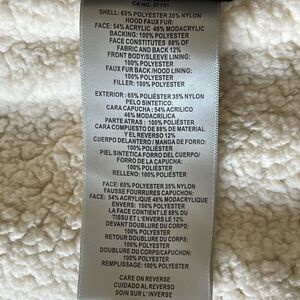 CA NO. 57151
SHELL: 65% POLYESTER 35% NYLON
HOOD FAUX FUR:
FACE: 54% ACRYLIC 46% MODACRYLIC
BACKING: 100% POLYESTER
FACE CONSTITUTES 88% OF
FABRIC AND BACK 12%
FRONT BODY/SLEEVE LINING:
100% POLYESTER
FAUX FUR BACK/HOOD LINING:
100% POLYESTER
FILLER: 100% POLYESTER
EXTERIOR: 65% POLIÉSTER 35% NYLON
PELO SINTETICO:
CARA CAPUCHA: 54% ACRILICO
46% MODACRILICA
PARTE ATRAS: 100% POLIÉSTER
CARA COMPUESTO DE 88% DE MATERIAL
Y EL REVERSO 12%
CUERPO DELANTERO/ MANGA DE FORRO:
100% POLIÉSTER
PIEL SINTETICA FORRO DEL CUERPO/
FORRO DE LA CAPUCHA:
100% POLIÉSTER
RELLENO: 100% POLIÉSTER
FACE: 65% POLYESTER 35% NYLON
FAUSSE FOURRURES CAPUCHON:
FACE: 54% ACRYLIQUE 46% MODACRYLIQUE
ENVERS: 100% POLYESTER
LA FACE CONTIENT LE 88% DU
TISSU ET L'ENVERS LE 12%
DEVANT DOUBLURE DU CORPS:
100% POLYESTER
RETOUR DOUBLURE DU CORPS/
DOUBLURE DU CORPS:
100% POLYESTER
REMPLISSAGE: 100% POLYESTER
CARE ON REVERSE
CUIDADO AL REVERSO
SOIN SUR L' INVERSE